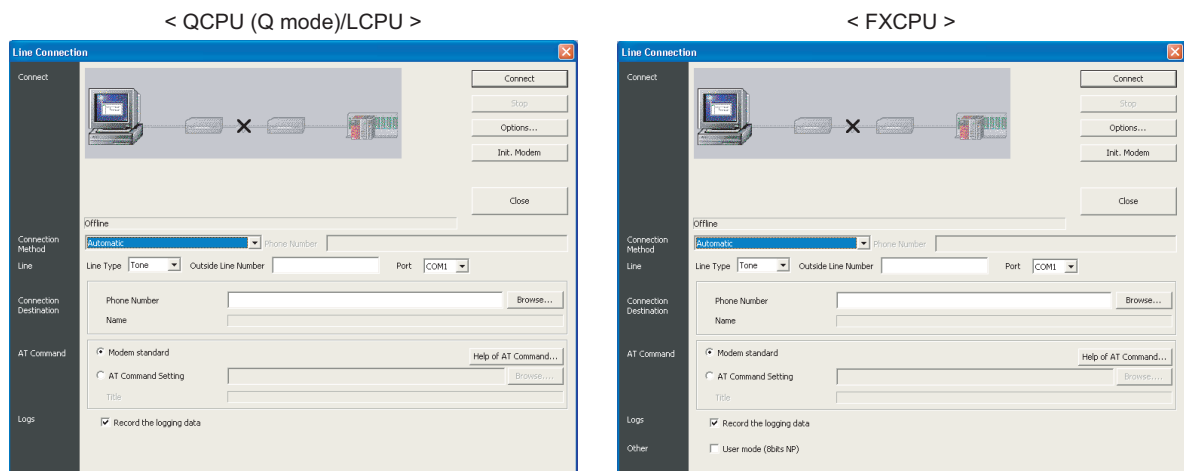 < QCPU (Q mode)/LCPU >
Line Connection
Connect
Connect
Stop
Options...
Init. Modem
Close
Offline
Connection Method
Automatic
Phone Number
Line
Line Type
Tone
Outside Line Number
Port
COM1
Connection Destination
Phone Number
Browse...
Name
AT Command
Modem standard
Help of AT Command...
AT Command Setting
Browse....
Title
Logs
Record the logging data
< FXCPU >
Line Connection
Connect
Connect
Stop
Options...
Init. Modem
Close
Offline
Connection Method
Automatic
Phone Number
Line
Line Type
Tone
Outside Line Number
Port
COM1
Connection Destination
Phone Number
Browse...
Name
AT Command
Modem standard
Help of AT Command...
AT Command Setting
Browse....
Title
Logs
Record the logging data
Other
User mode (8bits NP)